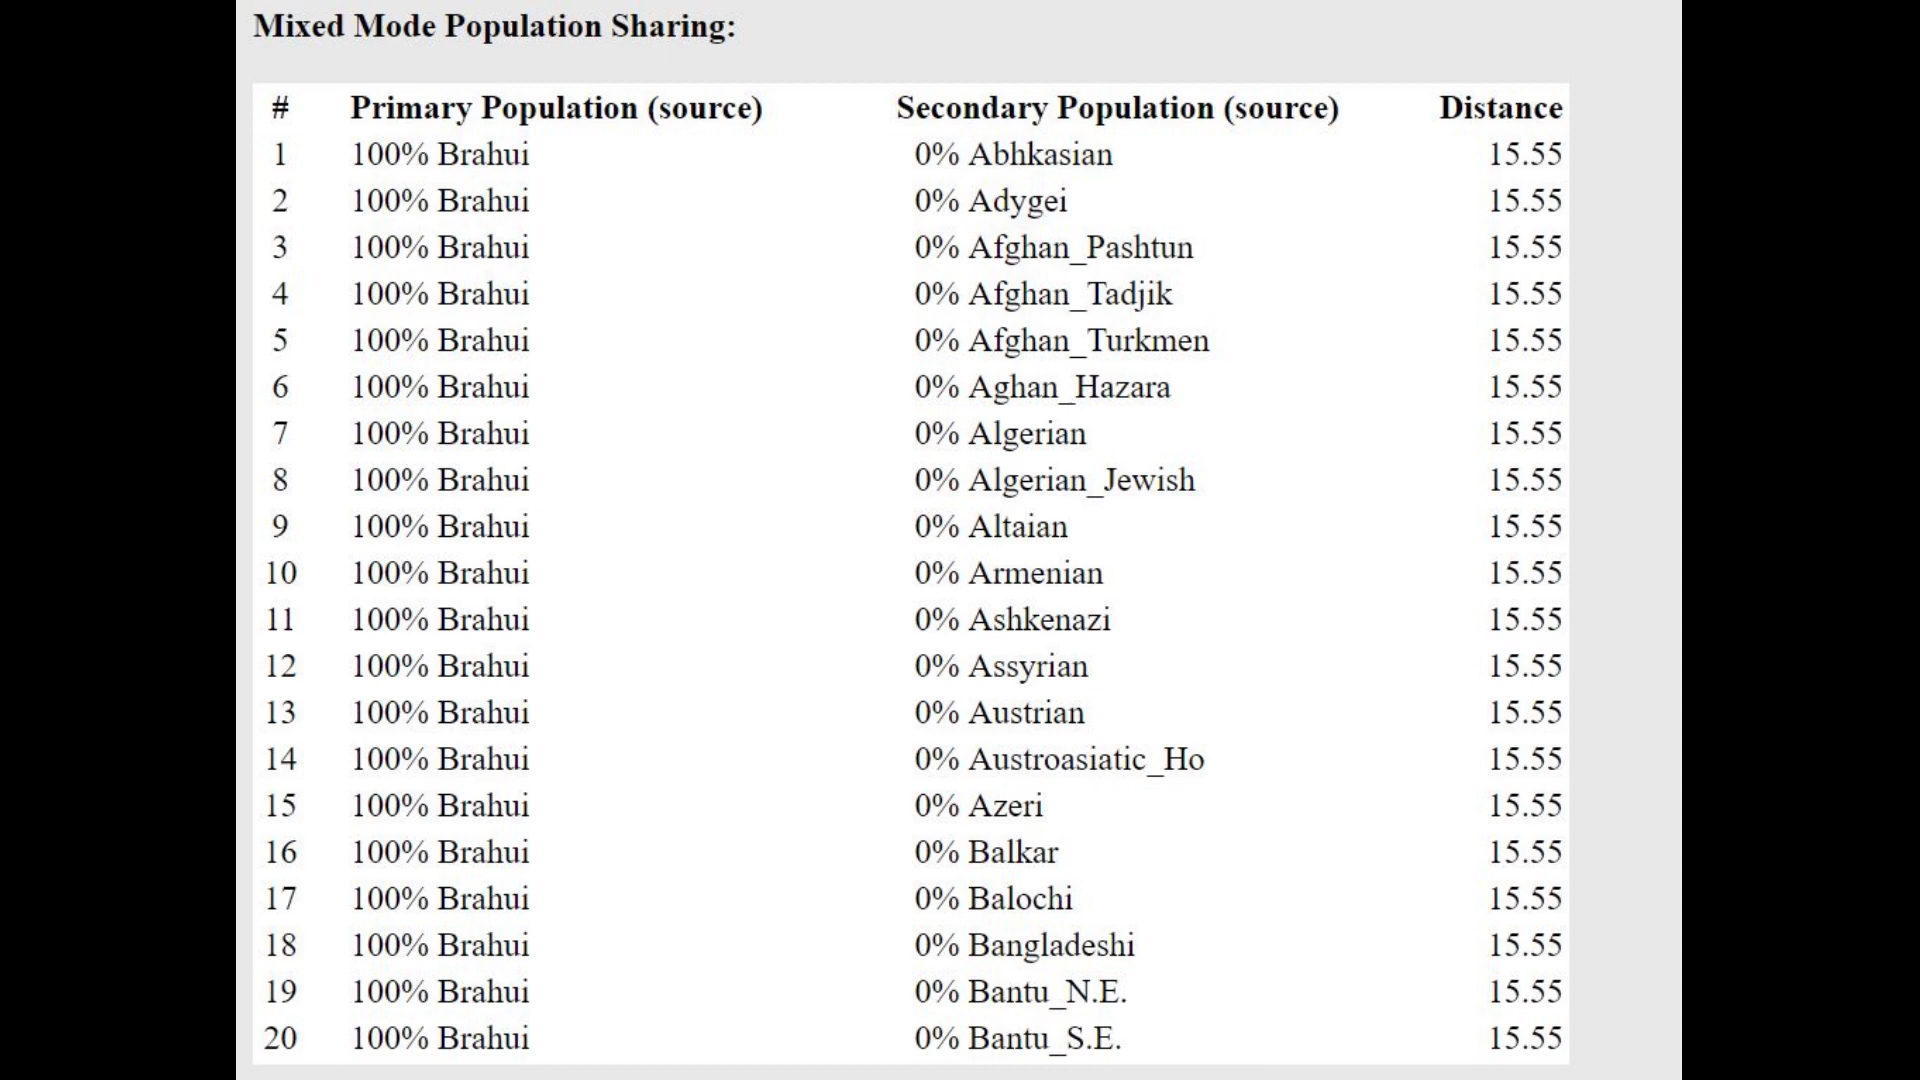 Mixed Mode Population Sharing:
# Primary Population (source) Secondary Population (source) Distance
1 100% Brahui 0% Abhkasian 15.55
2 100% Brahui 0% Adygei 15.55
3 100% Brahui 0% Afghan_Pashtun 15.55
4 100% Brahui 0% Afghan_Tadjik 15.55
5 100% Brahui 0% Afghan_Turkmen 15.55
6 100% Brahui 0% Aghan_Hazara 15.55
7 100% Brahui 0% Algerian 15.55
8 100% Brahui 0% Algerian_Jewish 15.55
9 100% Brahui 0% Altaian 15.55
10 100% Brahui 0% Armenian 15.55
11 100% Brahui 0% Ashkenazi 15.55
12 100% Brahui 0% Assyrian 15.55
13 100% Brahui 0% Austrian 15.55
14 100% Brahui 0% Austroasiatic_Ho 15.55
15 100% Brahui 0% Azeri 15.55
16 100% Brahui 0% Balkar 15.55
17 100% Brahui 0% Balochi 15.55
18 100% Brahui 0% Bangladeshi 15.55
19 100% Brahui 0% Bantu_N.E. 15.55
20 100% Brahui 0% Bantu_S.E. 15.55